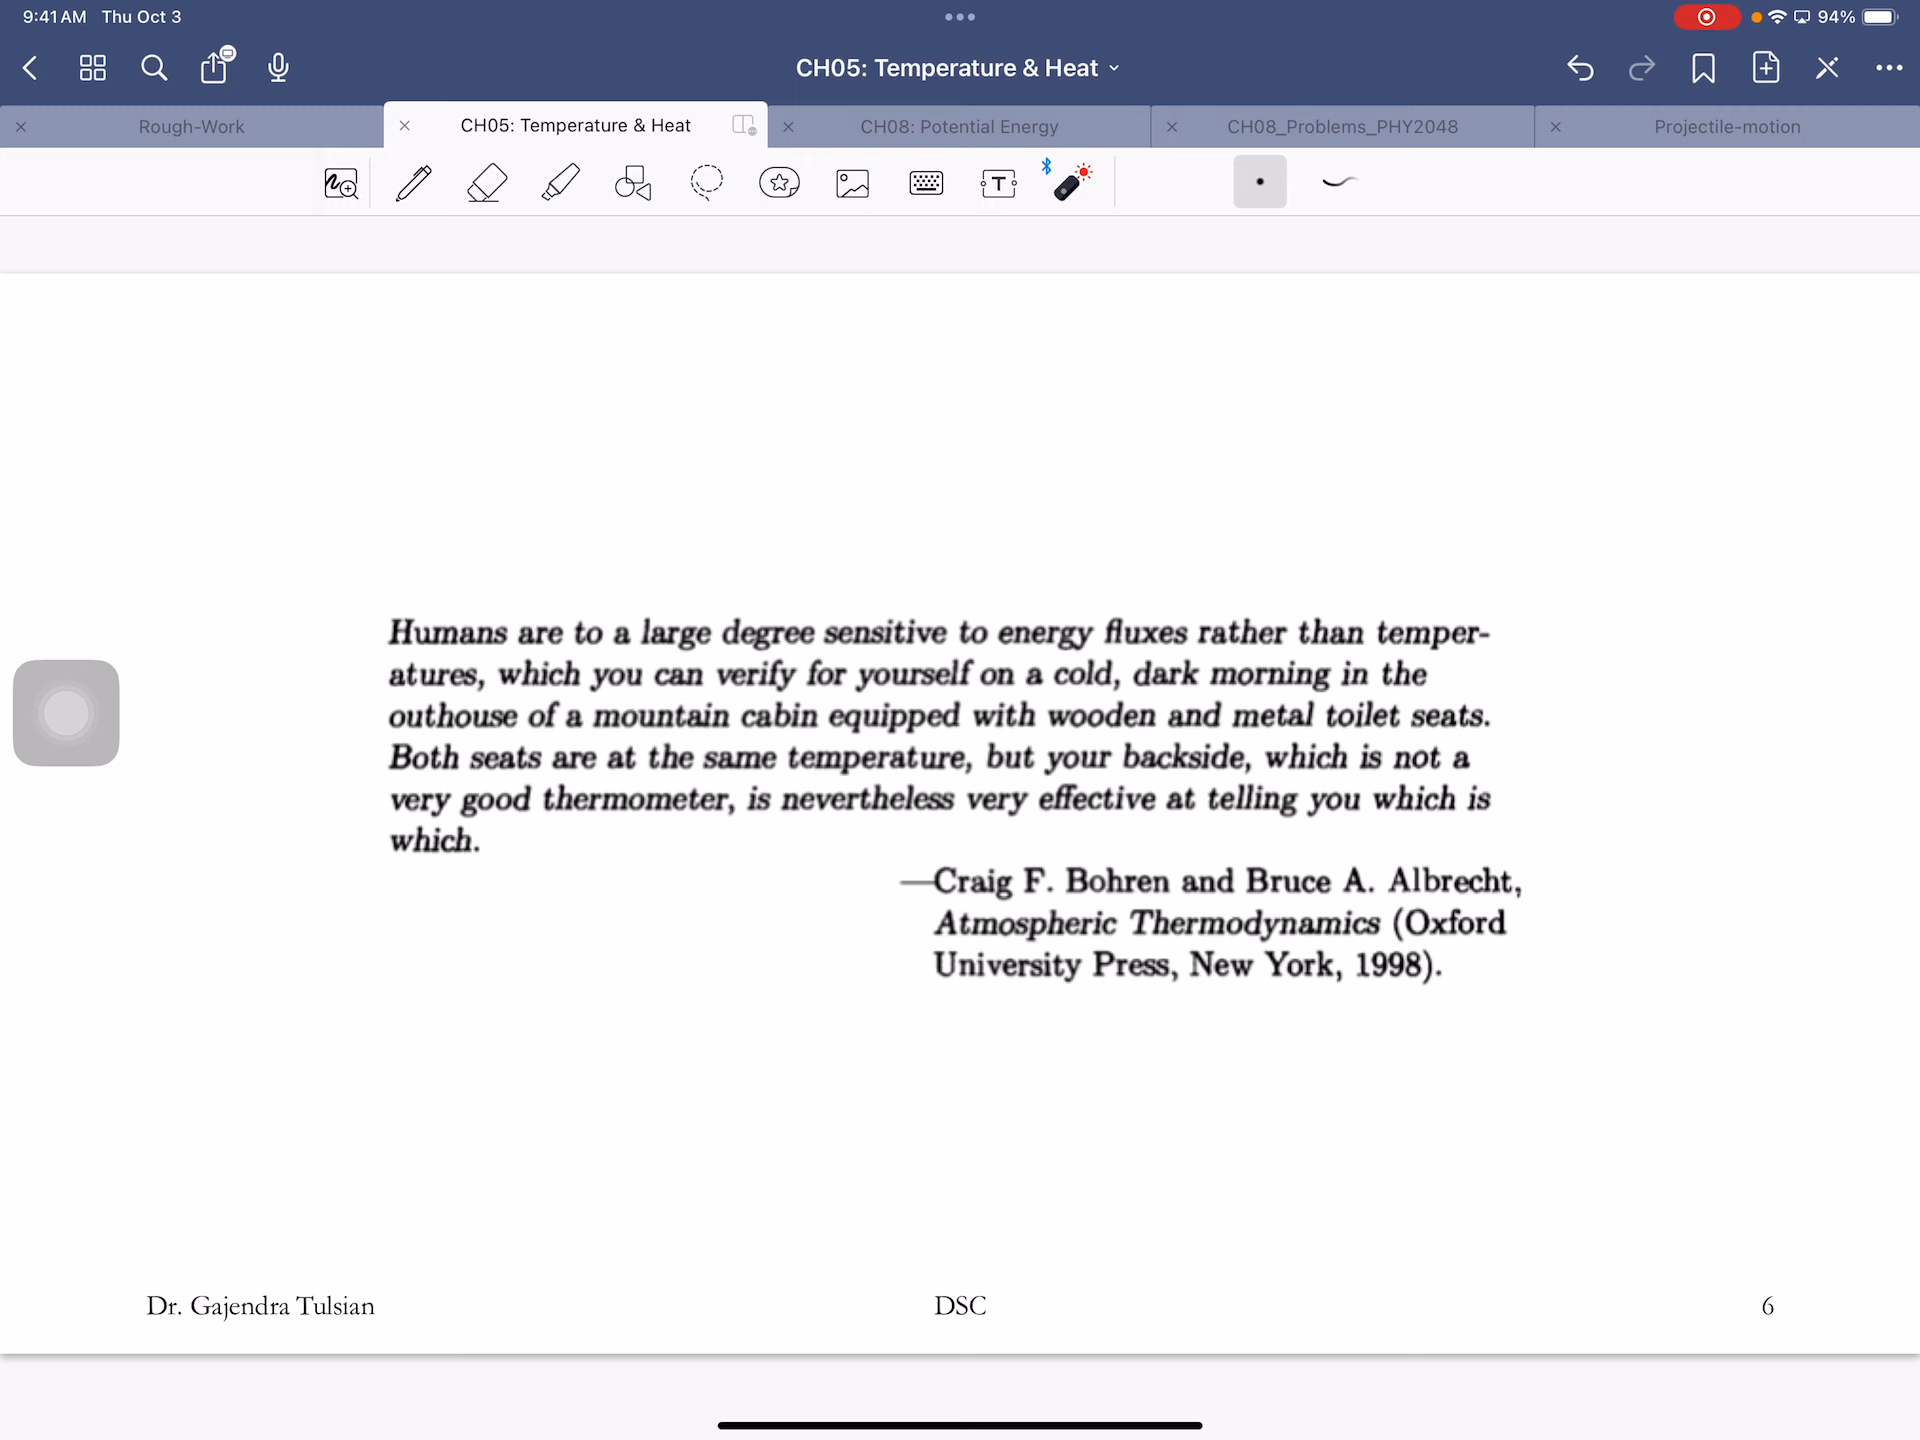 9:41 AM Thu Oct 3
94%
CH05: Temperature & Heat
Rough-Work
CH05: Temperature & Heat
CH08: Potential Energy
CH08_Problems_PHY2048
Projectile-motion
T
Humans are to a large degree sensitive to energy fluxes rather than temper-
atures, which you can verify for yourself on a cold, dark morning in the
outhouse of a mountain cabin equipped with wooden and metal toilet seats.
Both seats are at the same temperature, but your backside, which is not a
very good thermometer, is nevertheless very effective at telling you which is
which.
—Craig F. Bohren and Bruce A. Albrecht,
Atmospheric Thermodynamics (Oxford
University Press, New York, 1998).
Dr. Gajendra Tulsian
DSC
6